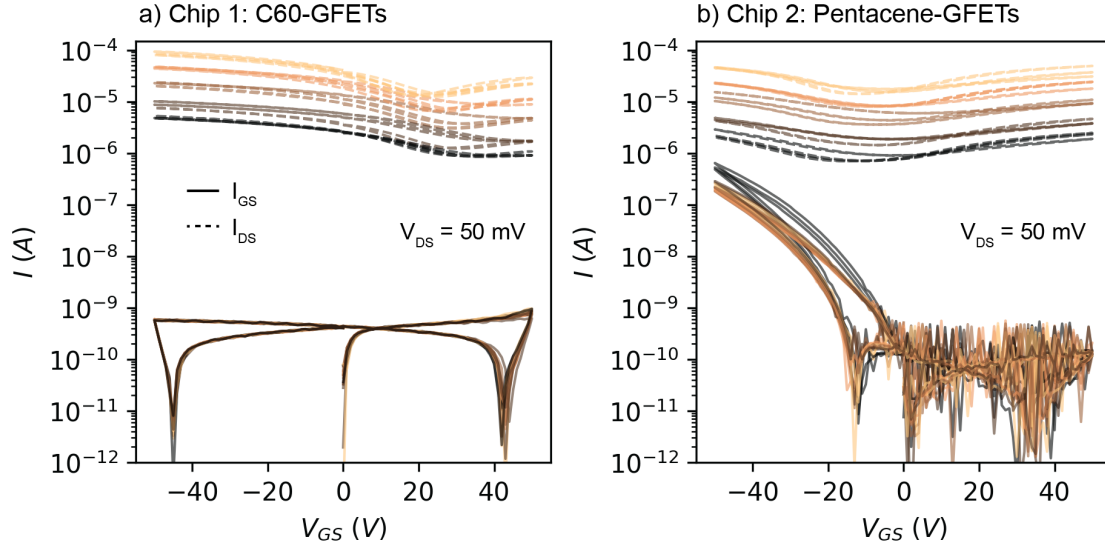 a) Chip 1: C60-GFETs
b) Chip 2: Pentacene-GFETs
10⁻⁴
10⁻⁵
10⁻⁶
10⁻⁷
10⁻⁸
10⁻⁹
10⁻¹⁰
10⁻¹¹
10⁻¹²
I (A)
I_GS
I_DS
V_DS = 50 mV
−40 −20 0 20 40
V_GS (V)
10⁻⁴
10⁻⁵
10⁻⁶
10⁻⁷
10⁻⁸
10⁻⁹
10⁻¹⁰
10⁻¹¹
10⁻¹²
I (A)
V_DS = 50 mV
−40 −20 0 20 40
V_GS (V)